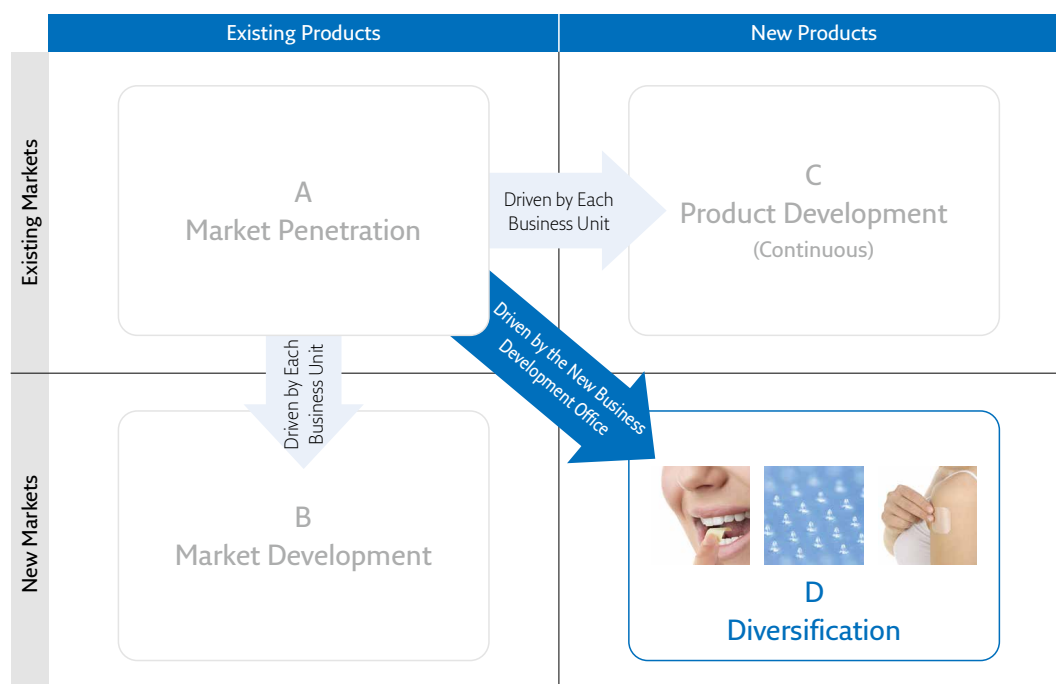 Existing Products
New Products
Existing Markets
A
Market Penetration
Driven by Each
Business Unit
C
Product Development
(Continuous)
Driven by Each
Business Unit
Driven by the New Business
Development Office
New Markets
B
Market Development
D
Diversification